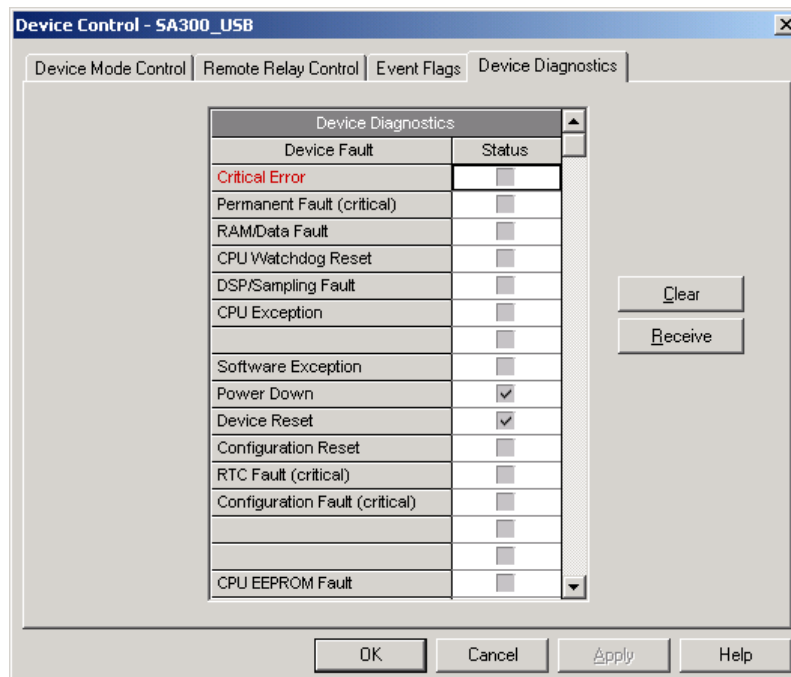 Device Control - SA300_USB
Device Mode Control Remote Relay Control Event Flags Device Diagnostics
Device Diagnostics
Device Fault Status
Critical Error
Permanent Fault (critical)
RAM/Data Fault
CPU Watchdog Reset
DSP/Sampling Fault
Clear
CPU Exception
Receive
Software Exception
Power Down
Device Reset
Configuration Reset
RTC Fault (critical)
Configuration Fault (critical)
CPU EEPROM Fault
OK Cancel Apply Help